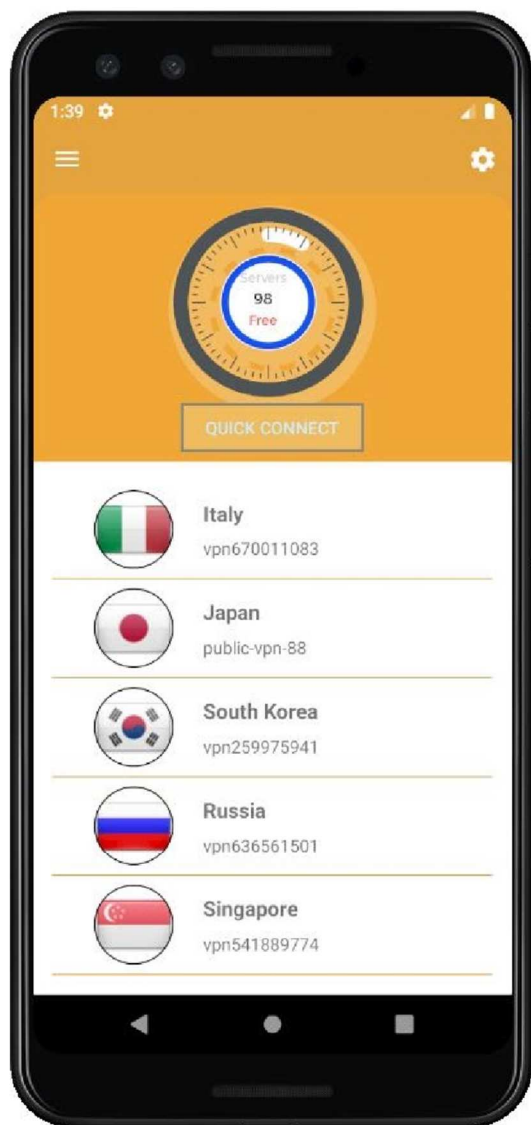 1:39
Servers
98
Free
QUICK CONNECT
Italy
vpn670011083
Japan
public-vpn-88
South Korea
vpn259975941
Russia
vpn636561501
Singapore
vpn541889774